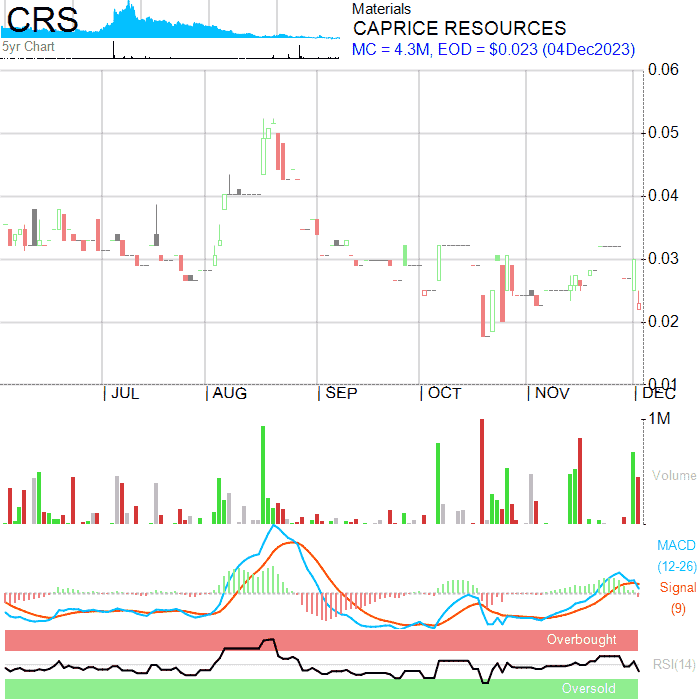 CRS
5yr Chart
Materials
CAPRICE RESOURCES
MC = 4.3M, EOD = $0.023 (04Dec2023)
0.06
0.05
0.04
0.03
0.02
0.01
JUL AUG SEP OCT NOV DEC
1M
Volume
MACD
(12-26)
Signal
(9)
Overbought
RSI(14)
Oversold